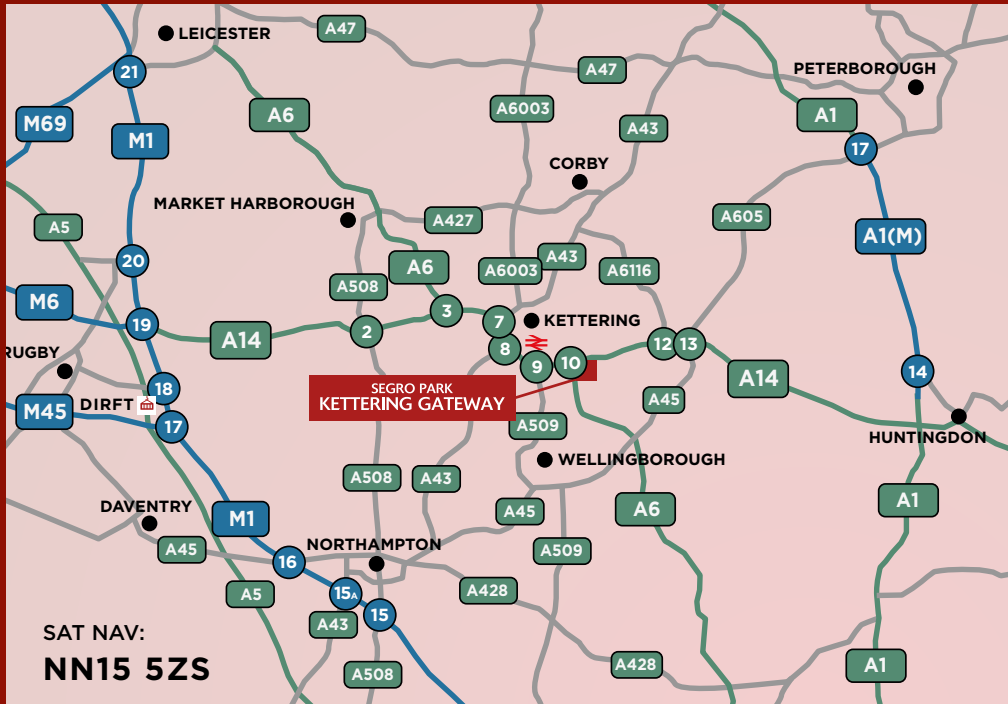 LEICESTER
A47
21
A47
PETERBOROUGH
M69
M1
A6
A6003
A43
A1
17
CORBY
MARKET HARBOROUGH
A427
A605
A5
A1(M)
20
A6
A6003
A43
A6116
M6
A508
19
3
7
KETTERING
A14
2
8
12
13
RUGBY
9
10
A14
14
18
SEGRO PARK
KETTERING GATEWAY
DIRFT
M45
17
A45
A509
HUNTINGDON
WELLINGBOROUGH
A508
A43
DAVENTRY
M1
A45
A6
A1
A45
16
NORTHAMPTON
A509
A5
15A
A428
15
A43
SAT NAV:
NN15 5ZS
A508
A428
A1